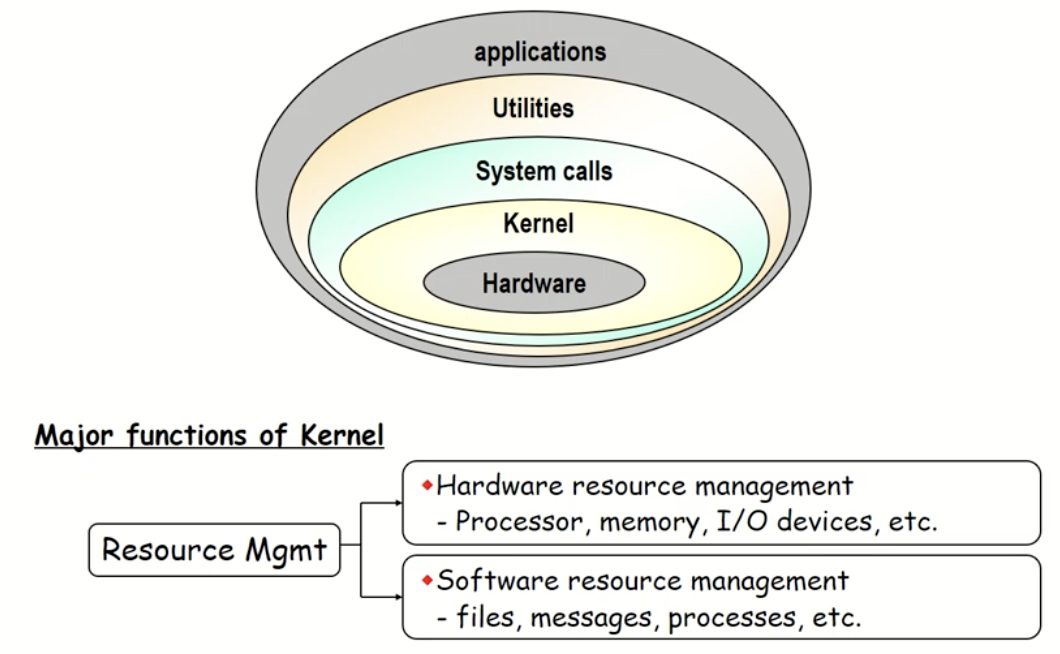 applications
Utilities
System calls
Kernel
Hardware
Major functions of Kernel
Resource Mgmt
◆Hardware resource management
- Processor, memory, I/O devices, etc.
◆Software resource management
- files, messages, processes, etc.